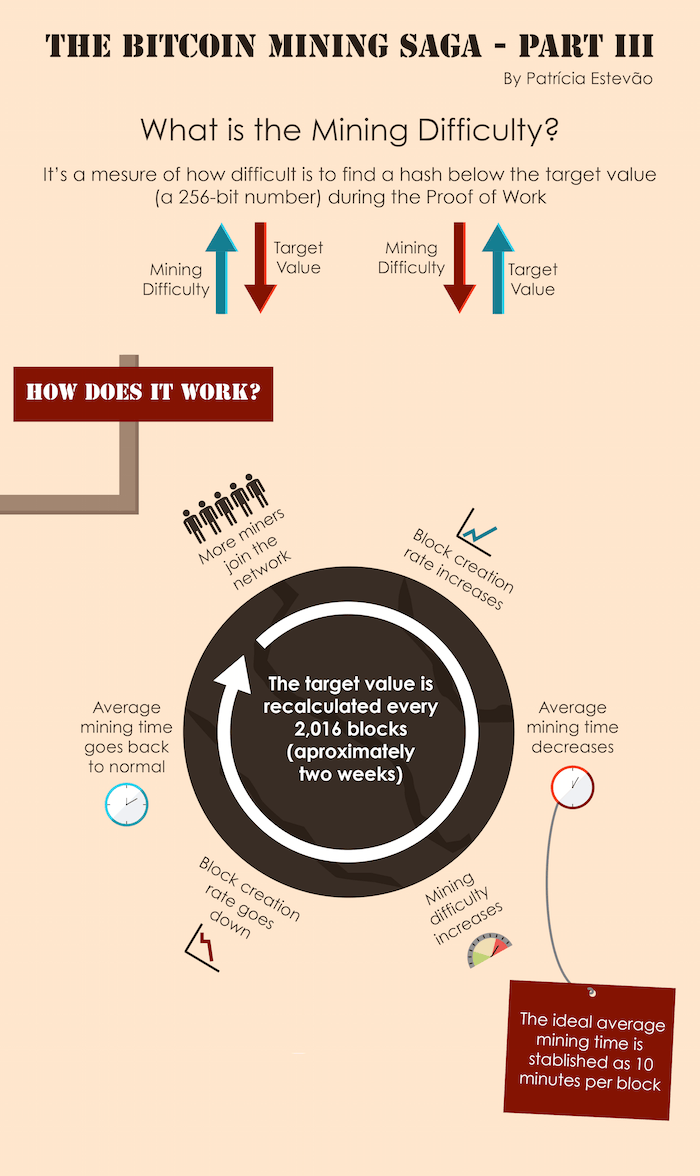 THE BITCOIN MINING SAGA - PART III
By Patrícia Estevão
What is the Mining Difficulty?
It's a mesure of how difficult is to find a hash below the target value
(a 256-bit number) during the Proof of Work
Mining
Difficulty
Target
Value
Mining
Difficulty
Target
Value
HOW DOES IT WORK?
More miners
join the
network
Block creation
rate increases
Average
mining time
decreases
The ideal average
mining time is
stablished as 10
minutes per block
Mining
difficulty
increases
Block creation
rate goes
down
Average
mining time
goes back
to normal
The target value is
recalculated every
2,016 blocks
(aproximately
two weeks)